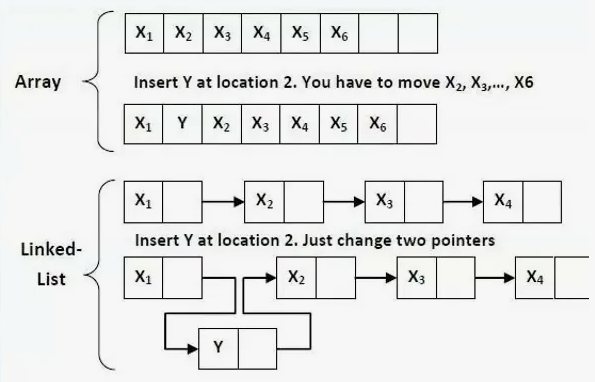 X₁ X₂ X₃ X₄ X₅ X₆
Array
Insert Y at location 2. You have to move X₂, X₃,..., X6
X₁ Y X₂ X₃ X₄ X₅ X₆
X₁ X₂ X₃ X₄
Insert Y at location 2. Just change two pointers
Linked-
List
X₁ X₂ X₃ X₄
Y